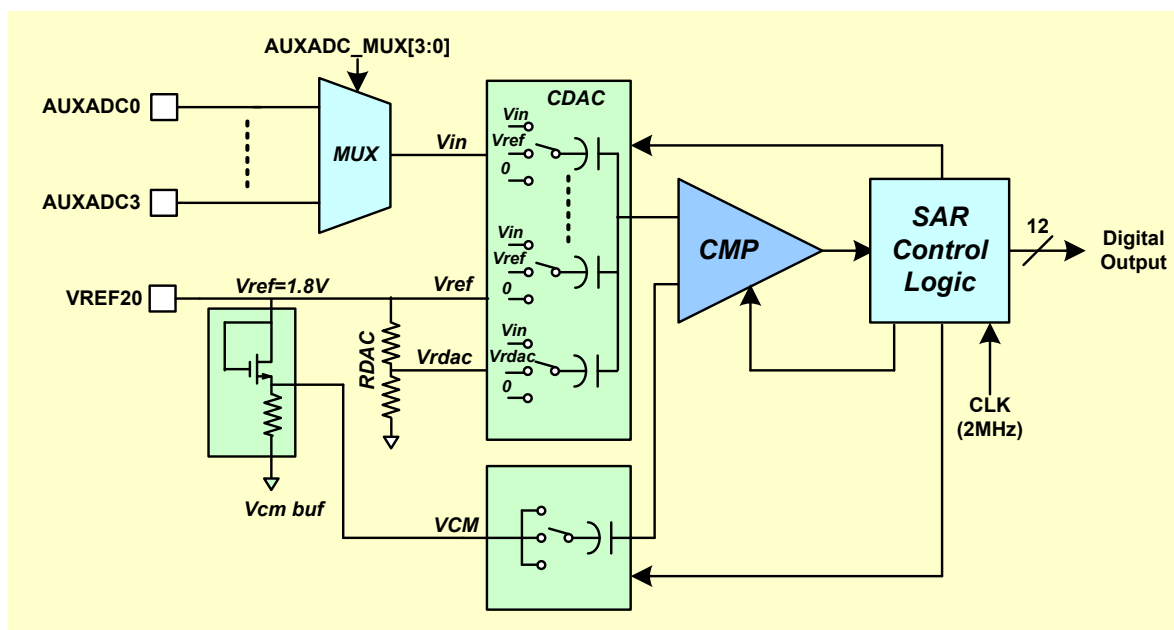 AUXADC_MUX[3:0]
AUXADC0
AUXADC3
MUX
Vin
CDAC
Vin
Vref
0
Vin
Vref
0
Vin
Vrdac
0
CMP
SAR
Control
Logic
12
Digital
Output
VREF20
Vref=1.8V
Vref
RDAC
Vrdac
CLK
(2MHz)
Vcm buf
VCM